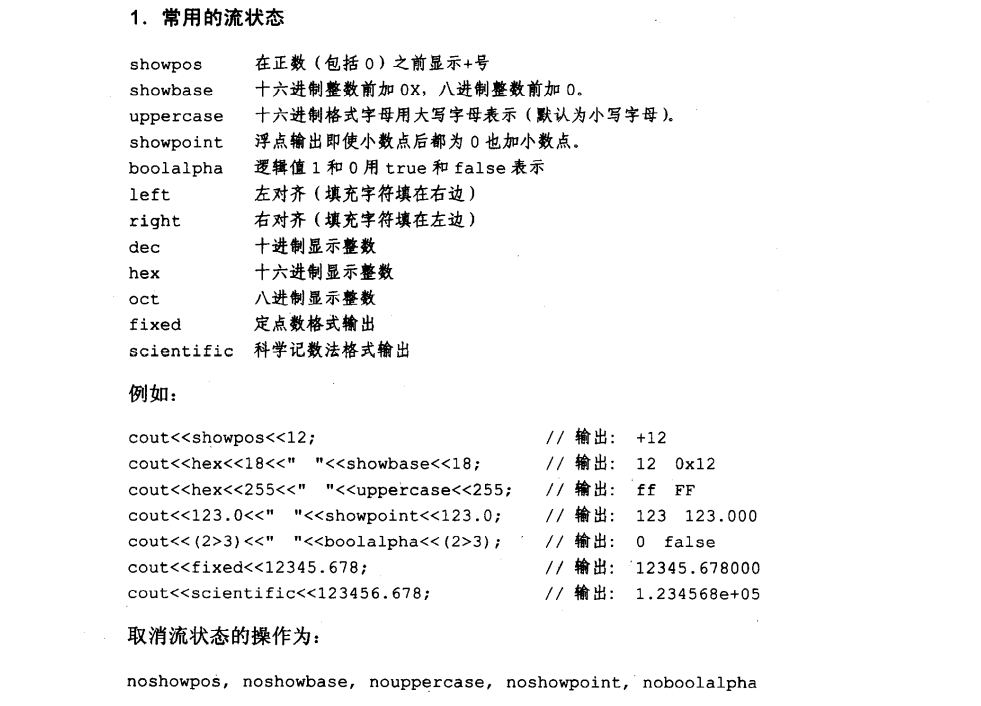 1. 常用的流状态
showpos 在正数（包括0）之前显示+号
showbase 十六进制整数前加0X，八进制整数前加0。
uppercase 十六进制格式字母用大写字母表示（默认为小写字母）。
showpoint 浮点输出即使小数点后都为0也加小数点。
boolalpha 逻辑值1和0用true和false表示
left 左对齐（填充字符填在右边）
right 右对齐（填充字符填在左边）
dec 十进制显示整数
hex 十六进制显示整数
oct 八进制显示整数
fixed 定点数格式输出
scientific 科学记数法格式输出
例如：
cout<<showpos<<12; // 输出： +12
cout<<hex<<18<<"  "<<showbase<<18; // 输出： 12  0x12
cout<<hex<<255<<"  "<<uppercase<<255; // 输出： ff  FF
cout<<123.0<<"  "<<showpoint<<123.0; // 输出： 123  123.000
cout<<(2>3)<<"  "<<boolalpha<<(2>3); // 输出： 0  false
cout<<fixed<<12345.678; // 输出： 12345.678000
cout<<scientific<<123456.678; // 输出： 1.234568e+05
取消流状态的操作为：
noshowpos, noshowbase, nouppercase, noshowpoint, noboolalpha